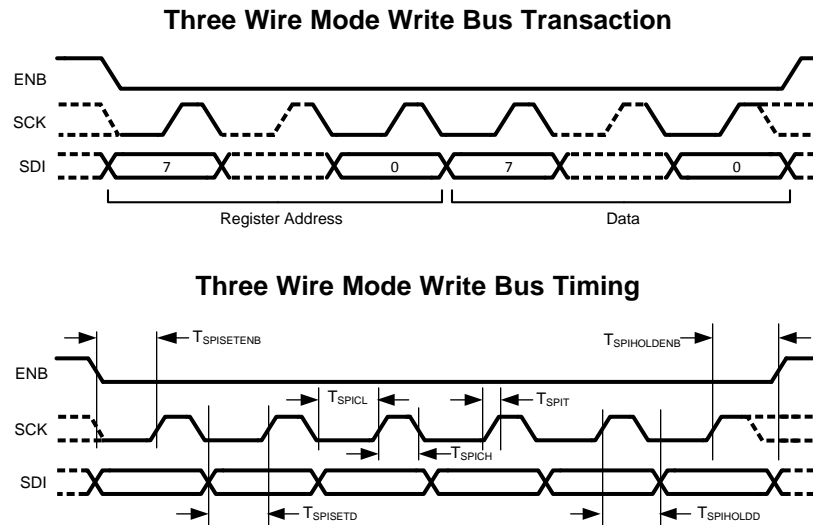 Three Wire Mode Write Bus Transaction
ENB
SCK
SDI
7
0
7
0
Register Address
Data
Three Wire Mode Write Bus Timing
TSPISETENB
TSPIHOLDENB
ENB
TSPICL
TSPIT
SCK
TSPICH
SDI
TSPISETD
TSPIHOLDD